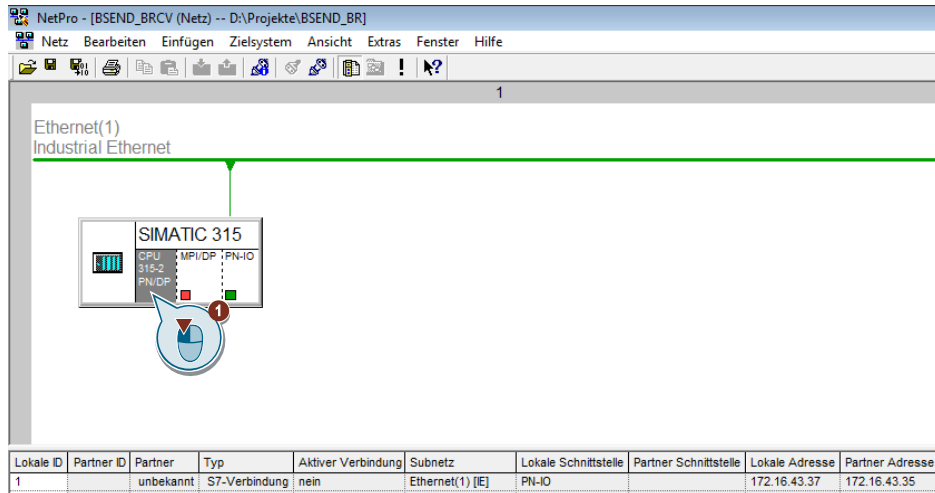 NetPro - [BSEND_BRCV (Netz) -- D:\Projekte\BSEND_BR]
Netz Bearbeiten Einfügen Zielsystem Ansicht Extras Fenster Hilfe
1
Ethernet(1)
Industrial Ethernet
SIMATIC 315
CPU MPI/DP PN-IO
315-2
PN/DP
1
Lokale ID Partner ID Partner Typ Aktiver Verbindung Subnetz Lokale Schnittstelle Partner Schnittstelle Lokale Adresse Partner Adresse
1 unbekannt S7-Verbindung nein Ethernet(1) [IE] PN-IO 172.16.43.37 172.16.43.35